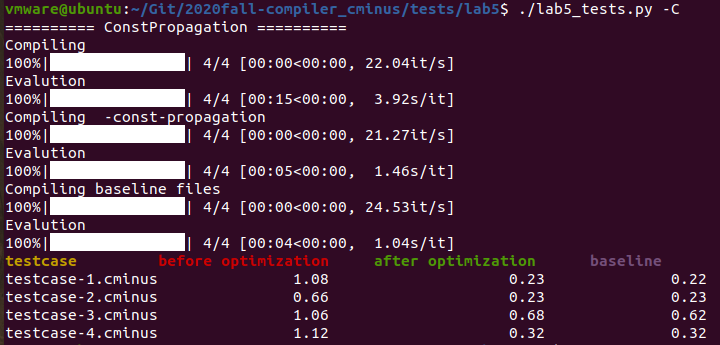 vmware@ubuntu:~/Git/2020fall-compiler_cminus/tests/lab5$ ./lab5_tests.py -C
========== ConstPropagation ==========
Compiling
100%|██████████| 4/4 [00:00<00:00, 22.04it/s]
Evalution
100%|██████████| 4/4 [00:15<00:00,  3.92s/it]
Compiling  -const-propagation
100%|██████████| 4/4 [00:00<00:00, 21.27it/s]
Evalution
100%|██████████| 4/4 [00:05<00:00,  1.46s/it]
Compiling baseline files
100%|██████████| 4/4 [00:00<00:00, 24.53it/s]
Evalution
100%|██████████| 4/4 [00:04<00:00,  1.04s/it]
testcase before optimization after optimization baseline
testcase-1.cminus 1.08 0.23 0.22
testcase-2.cminus 0.66 0.23 0.23
testcase-3.cminus 1.06 0.68 0.62
testcase-4.cminus 1.12 0.32 0.32